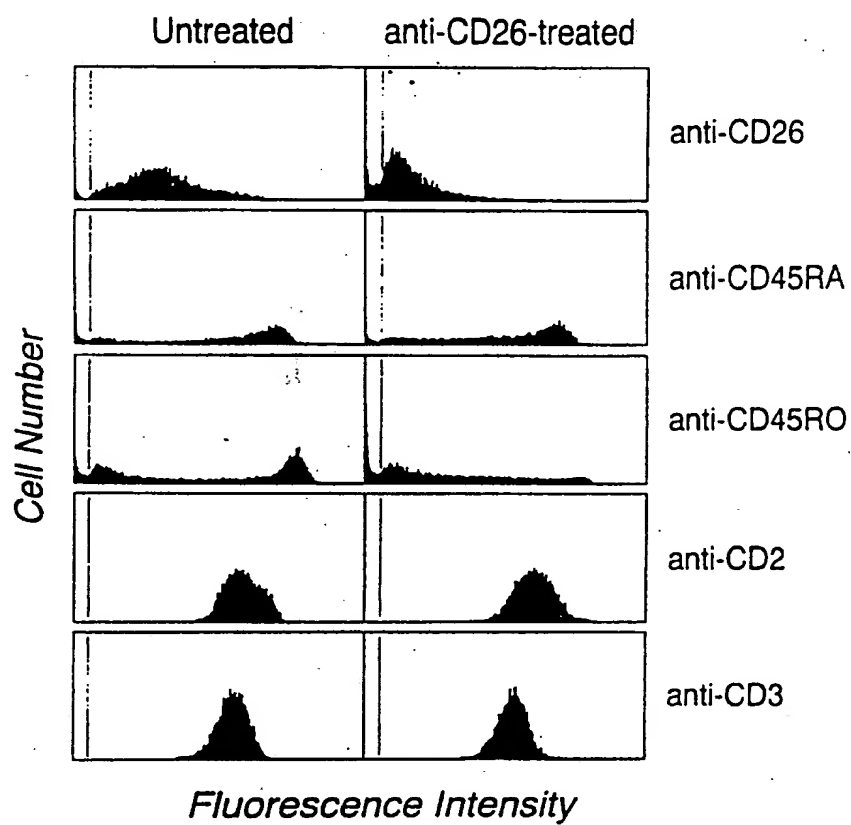 Untreated anti-CD26-treated
anti-CD26
anti-CD45RA
anti-CD45RO
anti-CD2
anti-CD3
Cell Number
Fluorescence Intensity